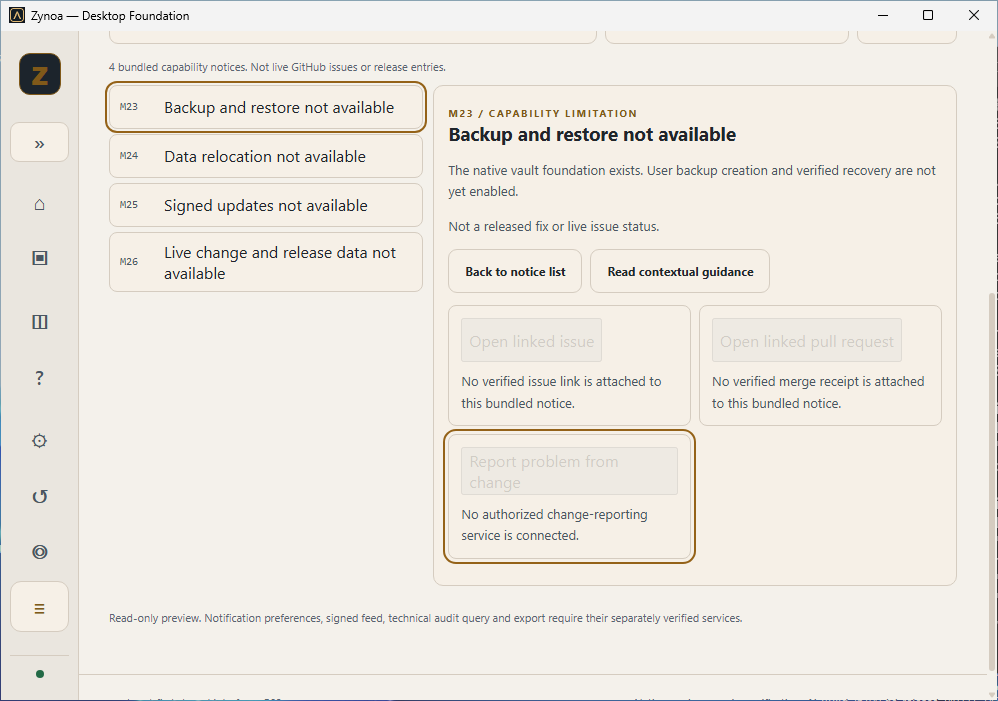 Zynoa — Desktop Foundation
Z
4 bundled capability notices. Not live GitHub issues or release entries.
M23 Backup and restore not available
M24 Data relocation not available
M25 Signed updates not available
M26 Live change and release data not
available
M23 / CAPABILITY LIMITATION
Backup and restore not available
The native vault foundation exists. User backup creation and verified recovery are not
yet enabled.
Not a released fix or live issue status.
Back to notice list
Read contextual guidance
Open linked issue
No verified issue link is attached to
this bundled notice.
Open linked pull request
No verified merge receipt is attached
to this bundled notice.
Report problem from
change
No authorized change-reporting
service is connected.
Read-only preview. Notification preferences, signed feed, technical audit query and export require their separately verified services.